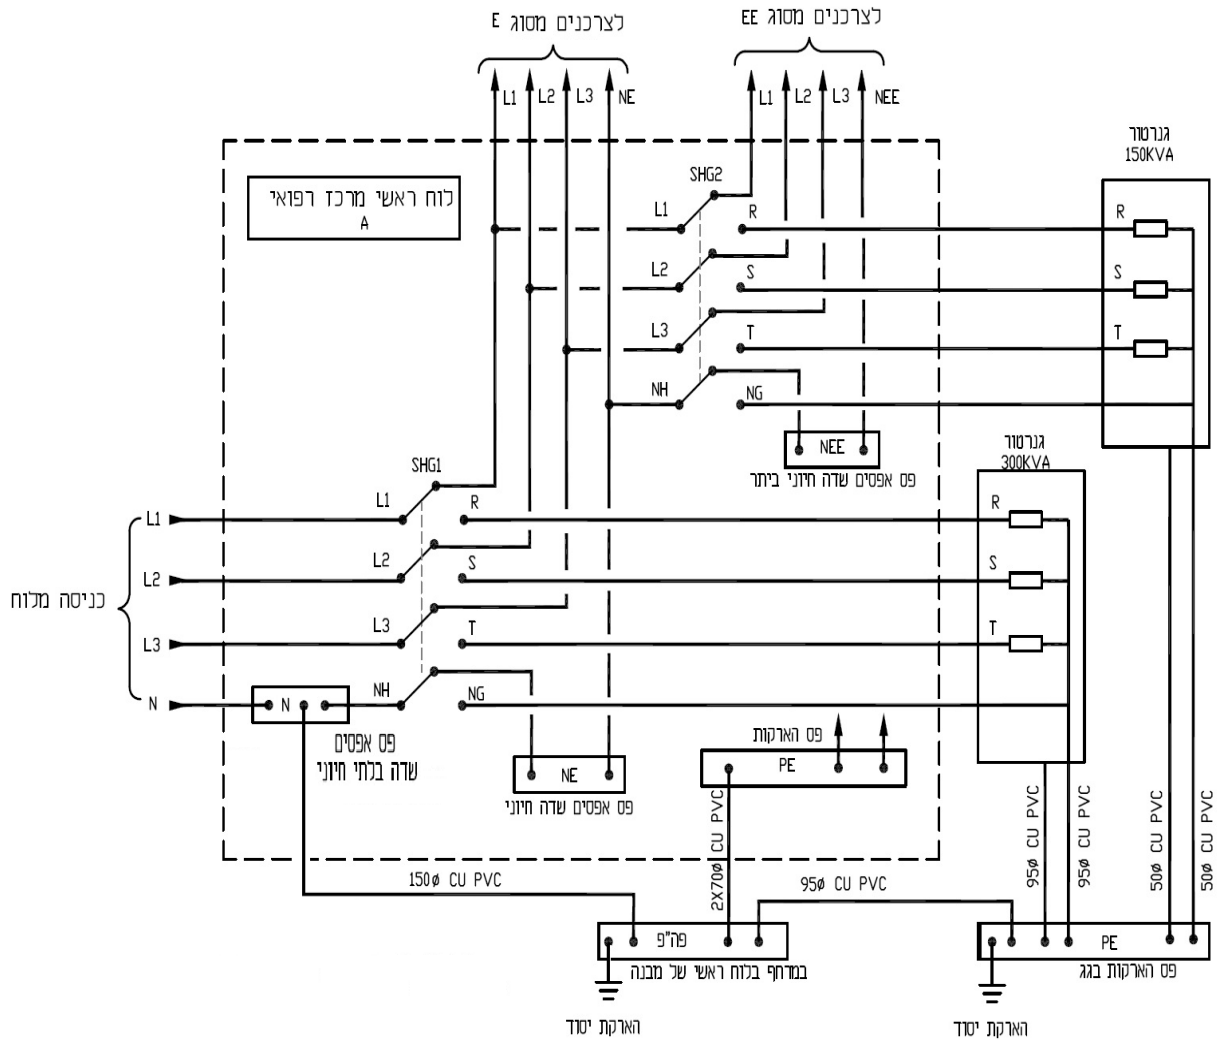 לצרכנים מסוג E
לצרכנים מסוג EE
L1
L2
L3
NE
L1
L2
L3
NEE
גנרטור
150KVA
לוח ראשי מרכז רפואי
A
SHG2
L1
R
R
L2
S
S
L3
T
T
NH
NG
NEE
פס אפסים שדה חיוני ביתר
גנרטור
300KVA
SHG1
L1
L1
R
R
L2
L2
S
S
כניסה מלוח
L3
L3
T
T
N
N
NH
NG
פס אפסים
שדה בלתי חיוני
NE
פס אפסים שדה חיוני
פס הארקות
PE
2X70ø CU PVC
95ø CU PVC
95ø CU PVC
50ø CU PVC
50ø CU PVC
150ø CU PVC
95ø CU PVC
פה"פ
במרתף בלוח ראשי של מבנה
PE
פס הארקות בגג
הארקת יסוד
הארקת יסוד